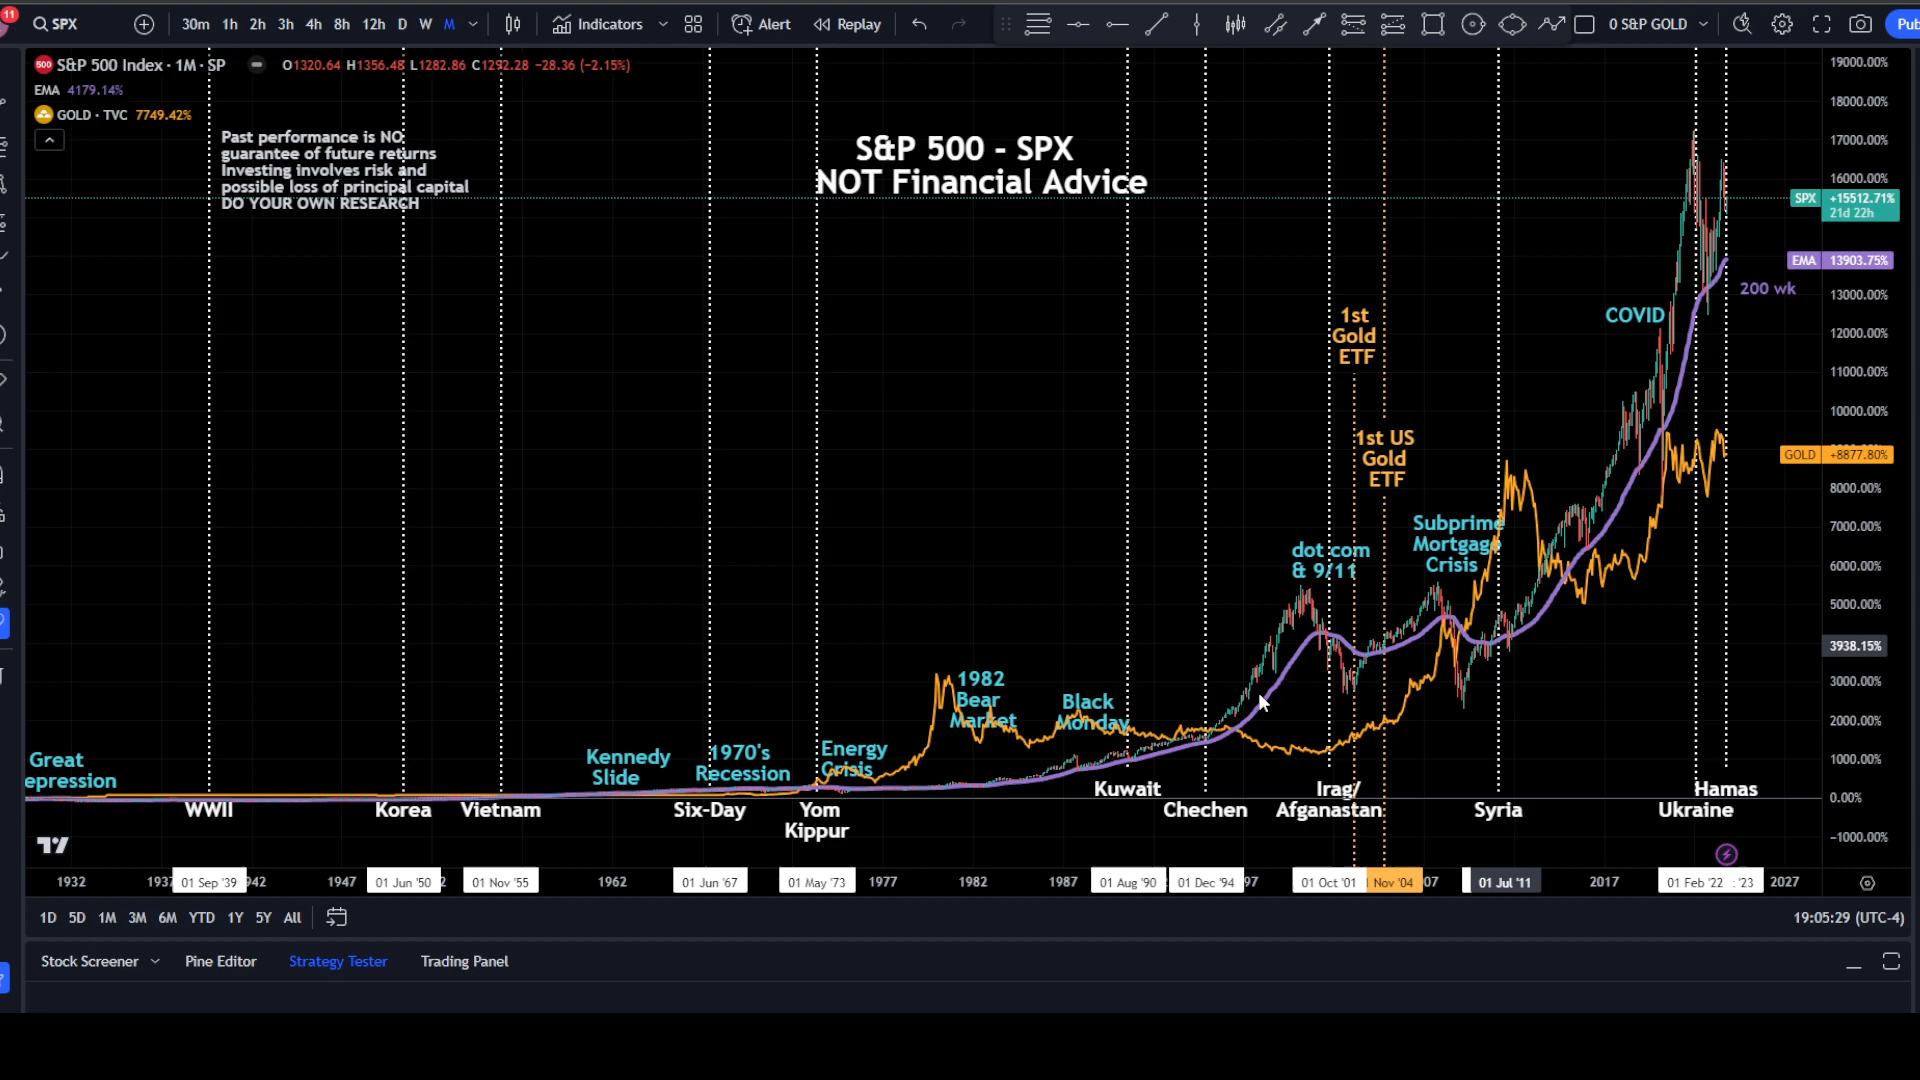 11
SPX
30m 1h 2h 3h 4h 8h 12h D W M
Indicators
Alert
Replay
0 S&P GOLD
Pub
500 S&P 500 Index · 1M · SP
O1320.64 H1356.48 L1282.86 C1292.28 −28.36 (−2.15%)
EMA 4179.14%
GOLD · TVC 7749.42%
Past performance is NO
guarantee of future returns
Investing involves risk and
possible loss of principal capital
DO YOUR OWN RESEARCH
S&P 500 - SPX
NOT Financial Advice
19000.00%
18000.00%
17000.00%
16000.00%
SPX +15512.71%
21d 22h
EMA 13903.75%
200 wk
13000.00%
12000.00%
11000.00%
10000.00%
GOLD +8877.80%
8000.00%
7000.00%
6000.00%
5000.00%
3938.15%
3000.00%
2000.00%
1000.00%
0.00%
−1000.00%
COVID
1st
Gold
ETF
1st US
Gold
ETF
Subprime
Mortgage
Crisis
dot com
& 9/11
1982
Bear
Market
Black
Monday
Energy
Crisis
1970's
Recession
Kennedy
Slide
Great
epression
WWII
Korea
Vietnam
Six-Day
Yom
Kippur
Kuwait
Chechen
Irag/
Afganastan
Syria
Hamas
Ukraine
1932 1937 01 Sep '39 942 1947 01 Jun '50 2 01 Nov '55 1962 01 Jun '67 01 May '73 1977 1982 1987 01 Aug '90 01 Dec '94 97 01 Oct '01 Nov '04 07 01 Jul '11 2017 01 Feb '22 : '23 2027
1D 5D 1M 3M 6M YTD 1Y 5Y All
19:05:29 (UTC-4)
Stock Screener Pine Editor Strategy Tester Trading Panel